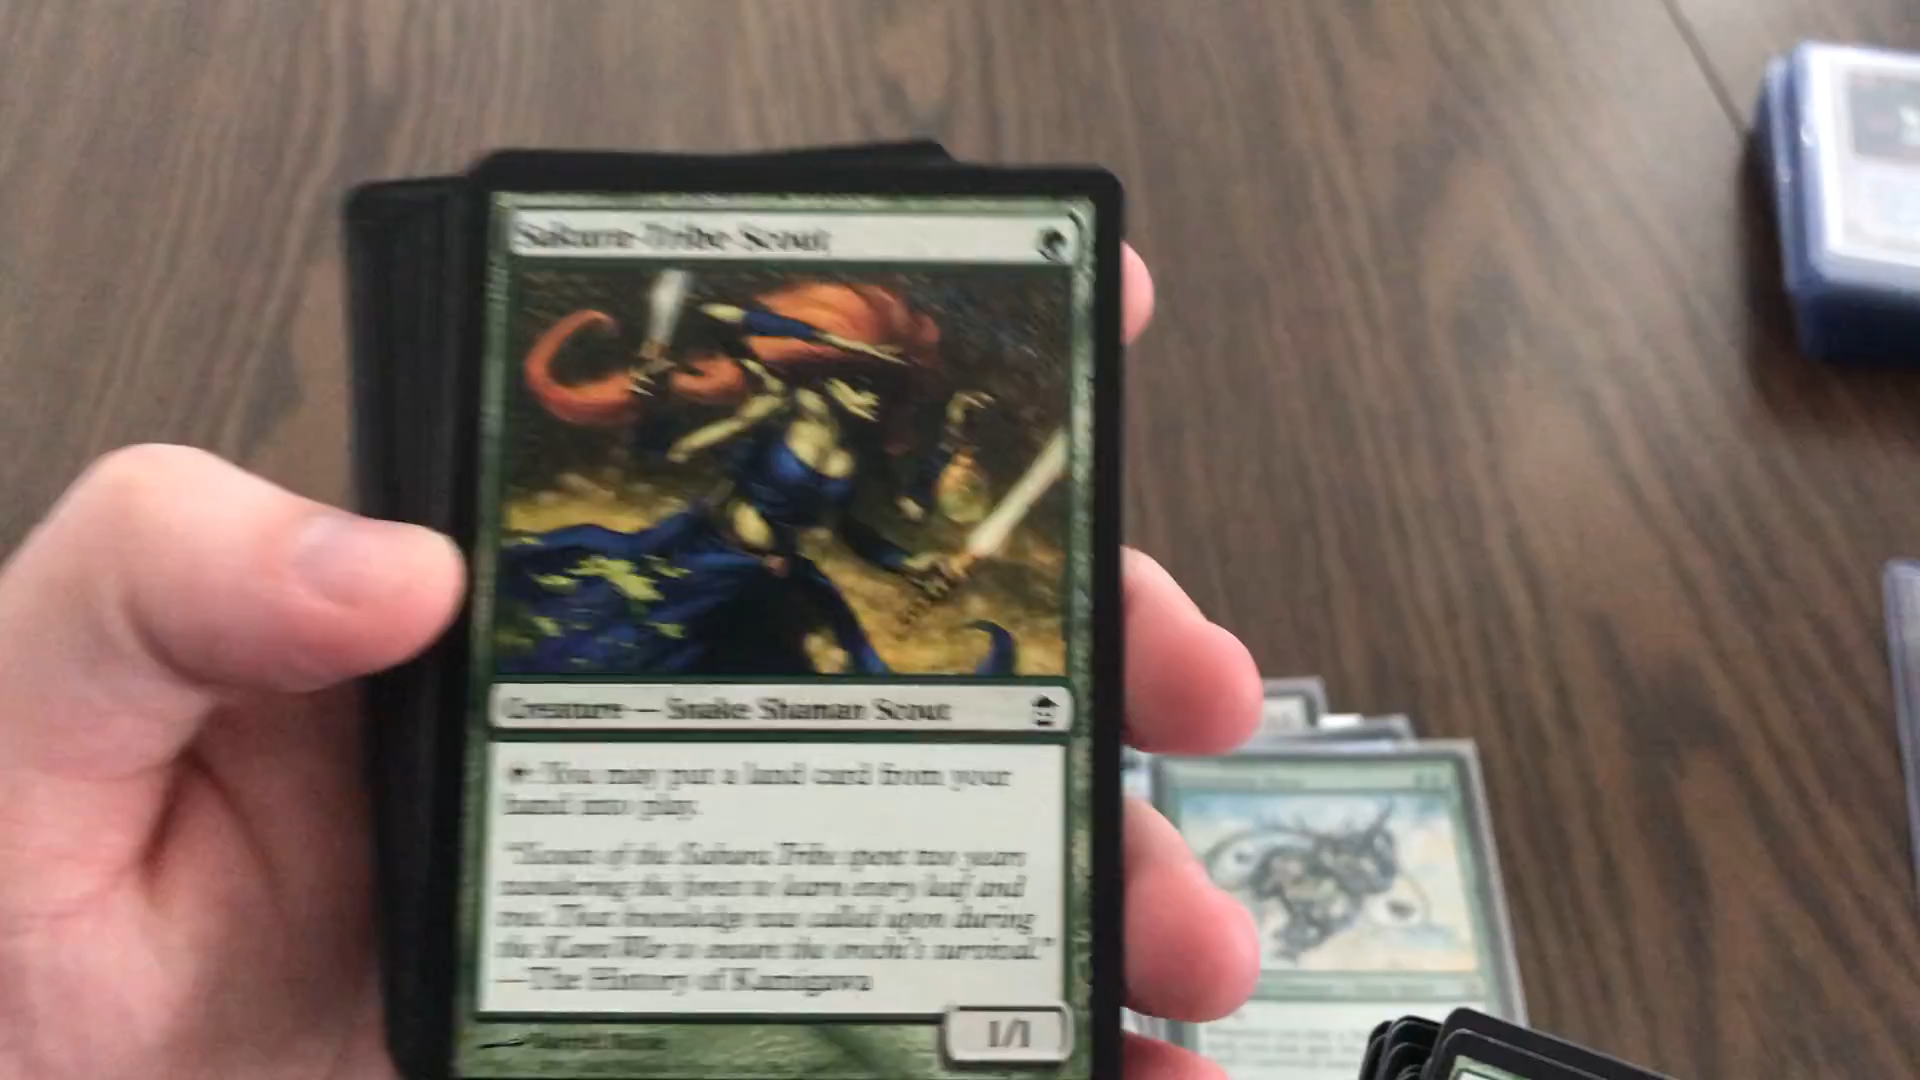 Sakura-Tribe Scout
Creature — Snake Shaman Scout
: You may put a land card from your
hand into play.
"Scouts of the Sakura Tribe spent two years
wandering the forest to learn every leaf and
tree. That knowledge was called upon during
the Kami War to ensure the orochi's survival."
—The History of Kamigawa
1/1